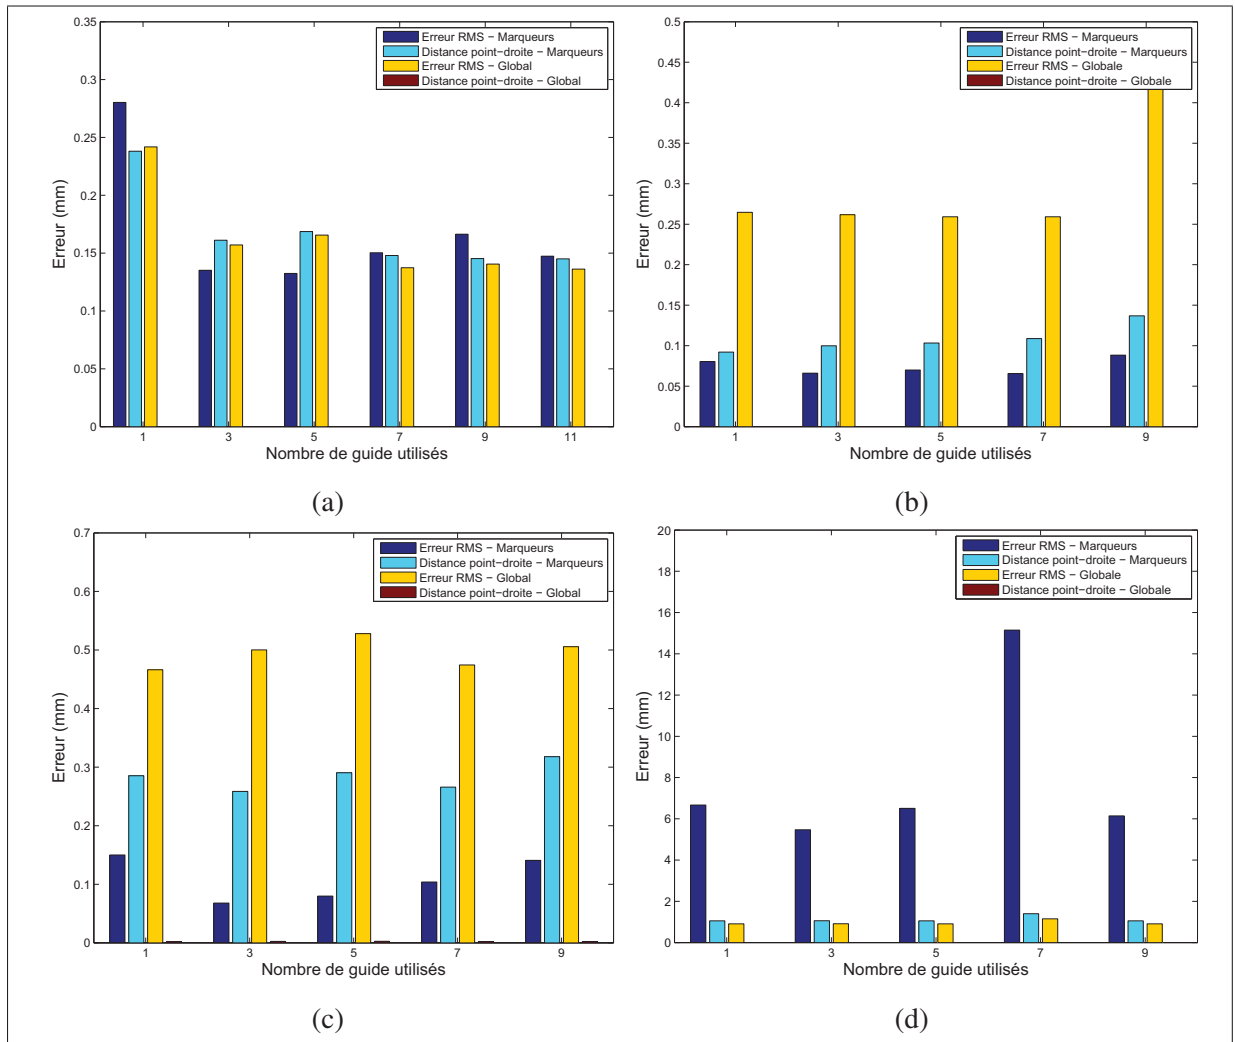 0.35
0.3
0.25
0.2
0.15
0.1
0.05
0
Erreur (mm)
Erreur RMS − Marqueurs
Distance point−droite − Marqueurs
Erreur RMS − Global
Distance point−droite − Global
1 3 5 7 9 11
Nombre de guide utilisés
(a)
0.5
0.45
0.4
0.35
0.3
0.25
0.2
0.15
0.1
0.05
0
Erreur (mm)
Erreur RMS − Marqueurs
Distance point−droite − Marqueurs
Erreur RMS − Globale
Distance point−droite − Globale
1 3 5 7 9
Nombre de guide utilisés
(b)
0.7
0.6
0.5
0.4
0.3
0.2
0.1
0
Erreur (mm)
Erreur RMS − Marqueurs
Distance point−droite − Marqueurs
Erreur RMS − Global
Distance point−droite − Global
1 3 5 7 9
Nombre de guide utilisés
(c)
20
18
16
14
12
10
8
6
4
2
0
Erreur (mm)
Erreur RMS − Marqueurs
Distance point−droite − Marqueurs
Erreur RMS − Globale
Distance point−droite − Globale
1 3 5 7 9
Nombre de guide utilisés
(d)